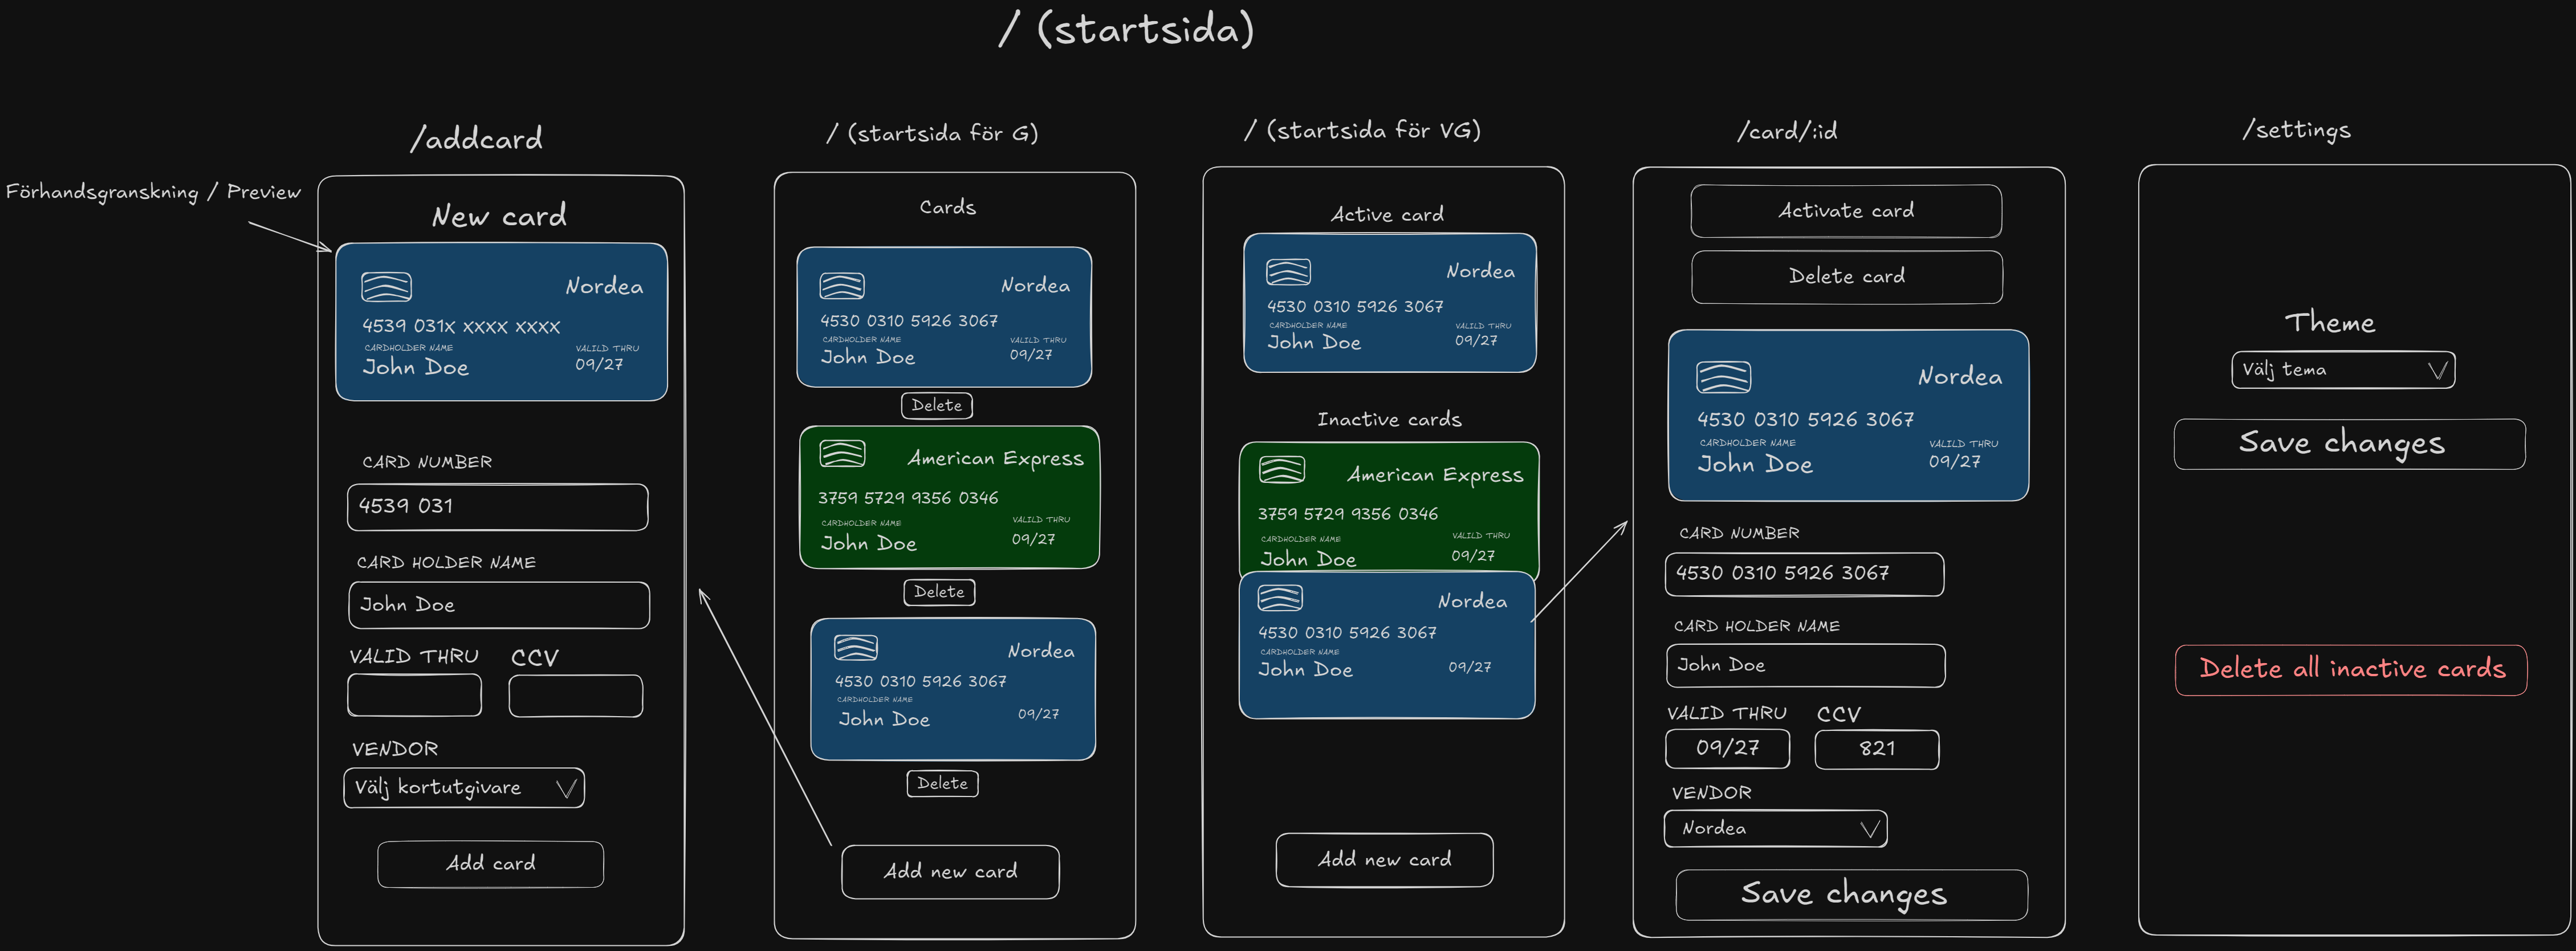 / (startsida)
Förhandsgranskning / Preview
/addcard
New card
Nordea
4539 031x xxxx xxxx
CARDHOLDER NAME
VALILD THRU
John Doe
09/27
CARD NUMBER
4539 031
CARD HOLDER NAME
John Doe
VALID THRU
CCV
VENDOR
Välj kortutgivare
Add card
/ (startsida för G)
Cards
Nordea
4530 0310 5926 3067
CARDHOLDER NAME
VALILD THRU
John Doe
09/27
Delete
American Express
3759 5729 9356 0346
CARDHOLDER NAME
VALILD THRU
John Doe
09/27
Delete
Nordea
4530 0310 5926 3067
CARDHOLDER NAME
John Doe
09/27
Delete
Add new card
/ (startsida för VG)
Active card
Nordea
4530 0310 5926 3067
CARDHOLDER NAME
VALILD THRU
John Doe
09/27
Inactive cards
American Express
3759 5729 9356 0346
CARDHOLDER NAME
VALILD THRU
John Doe
09/27
Nordea
4530 0310 5926 3067
CARDHOLDER NAME
John Doe
09/27
Add new card
/card/:id
Activate card
Delete card
Nordea
4530 0310 5926 3067
CARDHOLDER NAME
VALILD THRU
John Doe
09/27
CARD NUMBER
4530 0310 5926 3067
CARD HOLDER NAME
John Doe
VALID THRU
CCV
09/27
821
VENDOR
Nordea
Save changes
/settings
Theme
Välj tema
Save changes
Delete all inactive cards